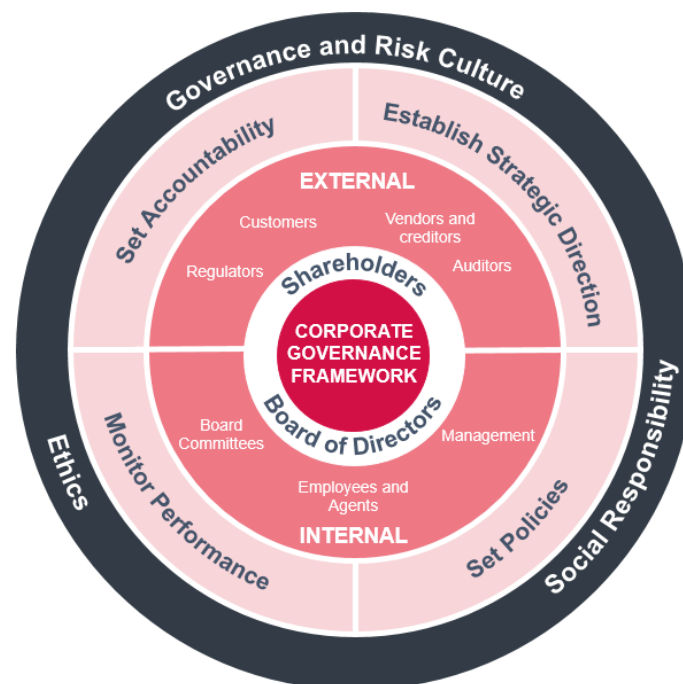 Governance and Risk Culture
Set Accountability
Establish Strategic Direction
EXTERNAL
Customers
Vendors and
creditors
Regulators
Auditors
Shareholders
CORPORATE
GOVERNANCE
FRAMEWORK
Board of Directors
Board
Committees
Management
Employees and
Agents
INTERNAL
Monitor Performance
Set Policies
Ethics
Social Responsibility